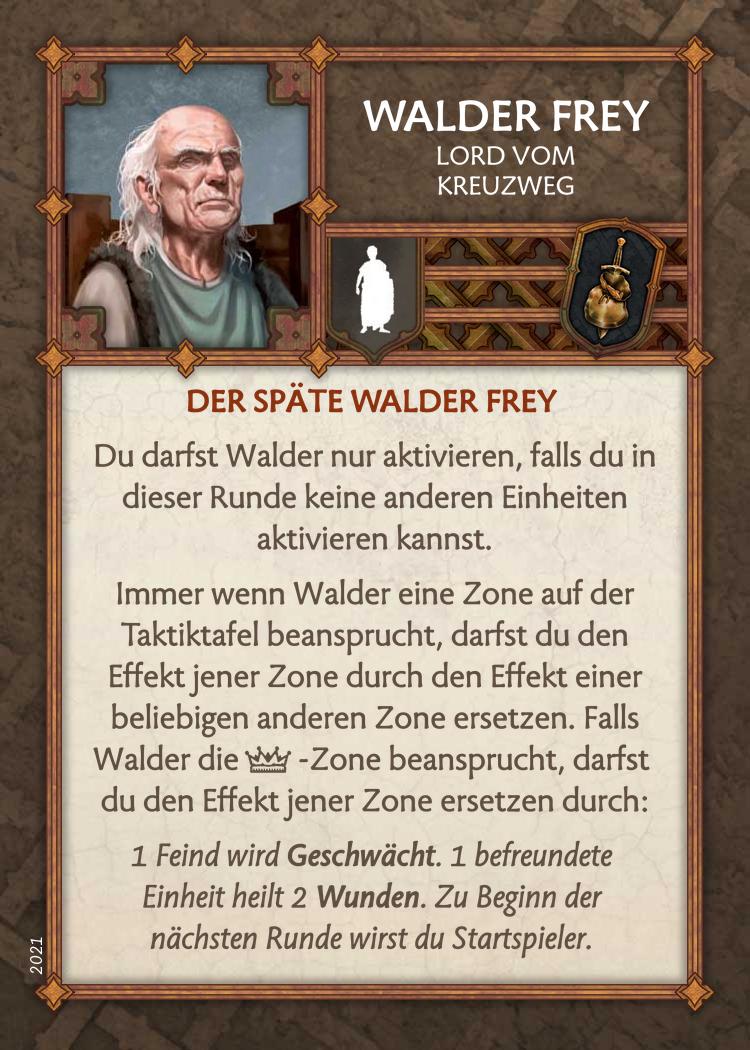 WALDER FREY
LORD VOM
KREUZWEG
DER SPÄTE WALDER FREY
Du darfst Walder nur aktivieren, falls du in
dieser Runde keine anderen Einheiten
aktivieren kannst.
Immer wenn Walder eine Zone auf der
Taktiktafel beansprucht, darfst du den
Effekt jener Zone durch den Effekt einer
beliebigen anderen Zone ersetzen. Falls
Walder die -Zone beansprucht, darfst
du den Effekt jener Zone ersetzen durch:
1 Feind wird Geschwächt. 1 befreundete
Einheit heilt 2 Wunden. Zu Beginn der
nächsten Runde wirst du Startspieler.
2021